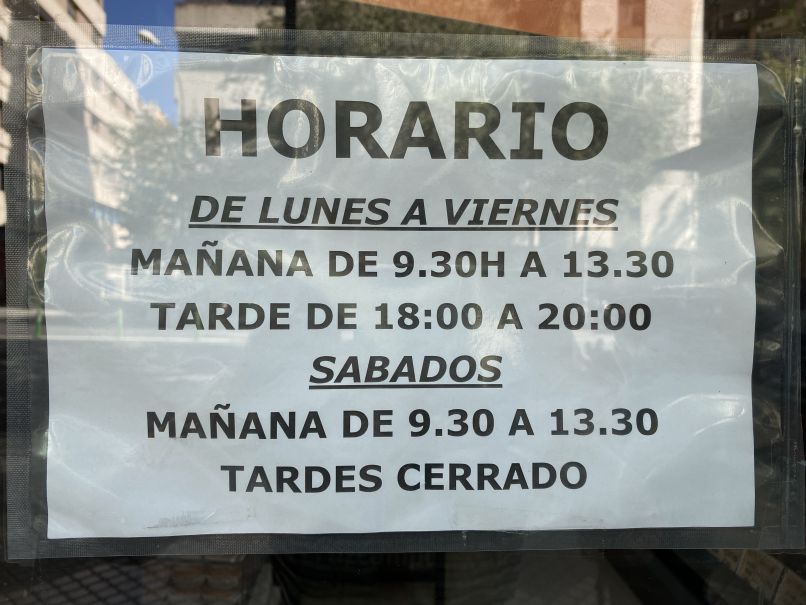 HORARIO
DE LUNES A VIERNES
MAÑANA DE 9.30H A 13.30
TARDE DE 18:00 A 20:00
SABADOS
MAÑANA DE 9.30 A 13.30
TARDES CERRADO